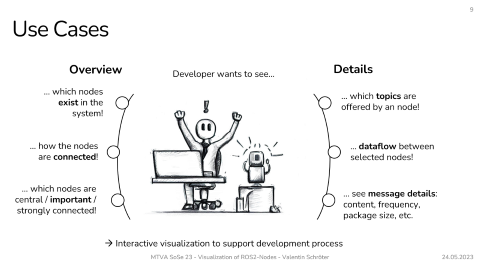 9
Use Cases
Overview
Developer wants to see...
Details
... which nodes
exist in the
system!
... how the nodes
are connected!
... which nodes are
central / important /
strongly connected!
!
... which topics are
offered by an node!
... dataflow between
selected nodes!
... see message details:
content, frequency,
package size, etc.
→ Interactive visualization to support development process
MTVA SoSe 23 - Visualization of ROS2-Nodes - Valentin Schröter
24.05.2023